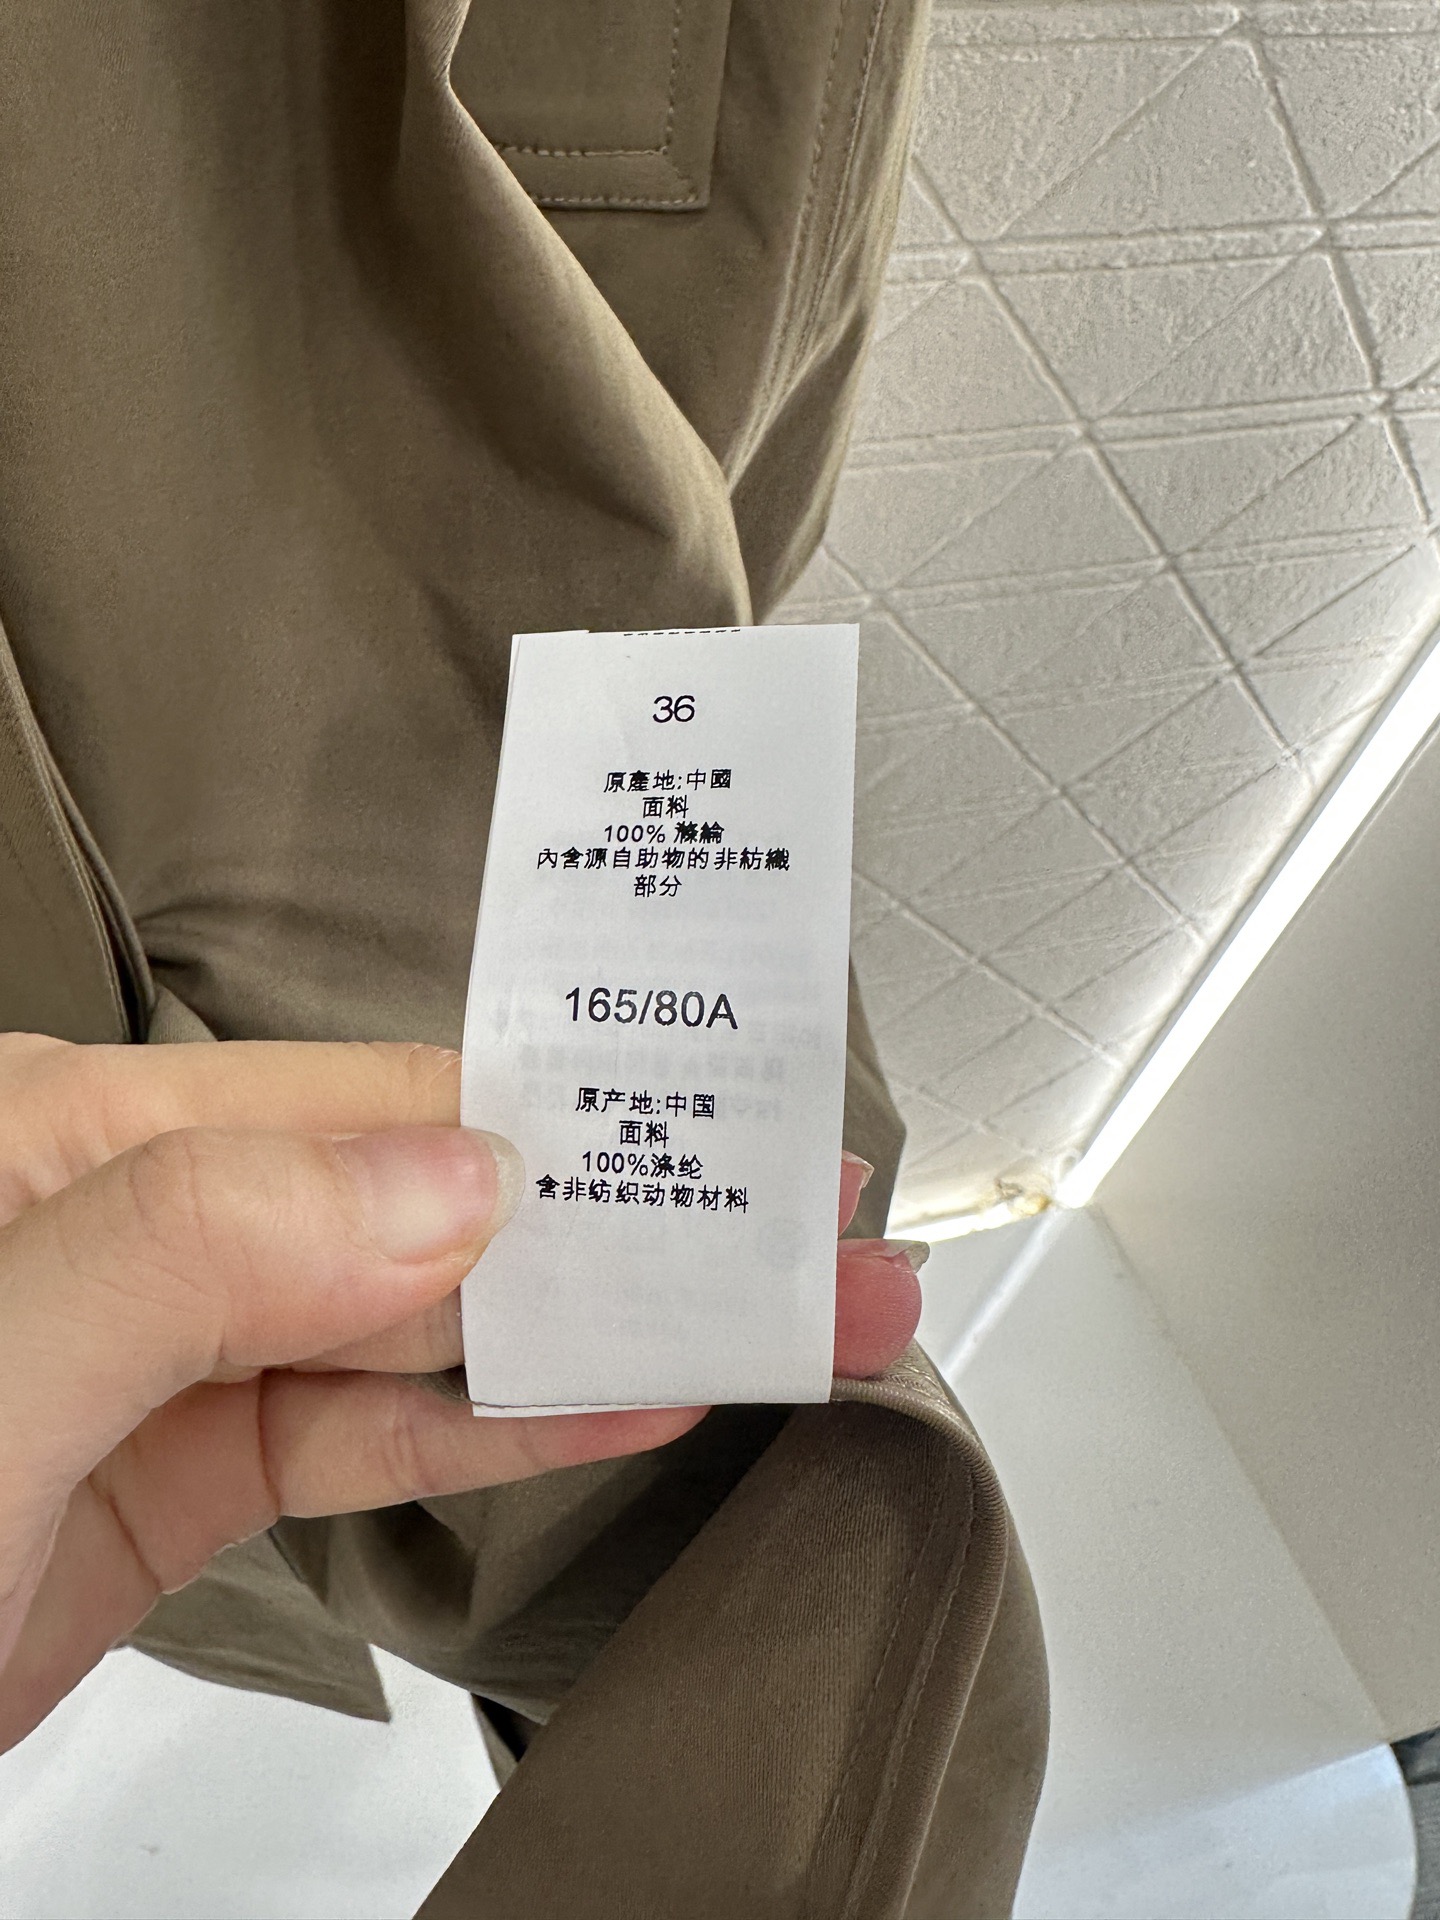 36
原產地:中國
面料
100% 滌綸
內含源自助物的非紡織
部分
165/80A
原产地:中国
面料
100%涤纶
含非纺织动物材料